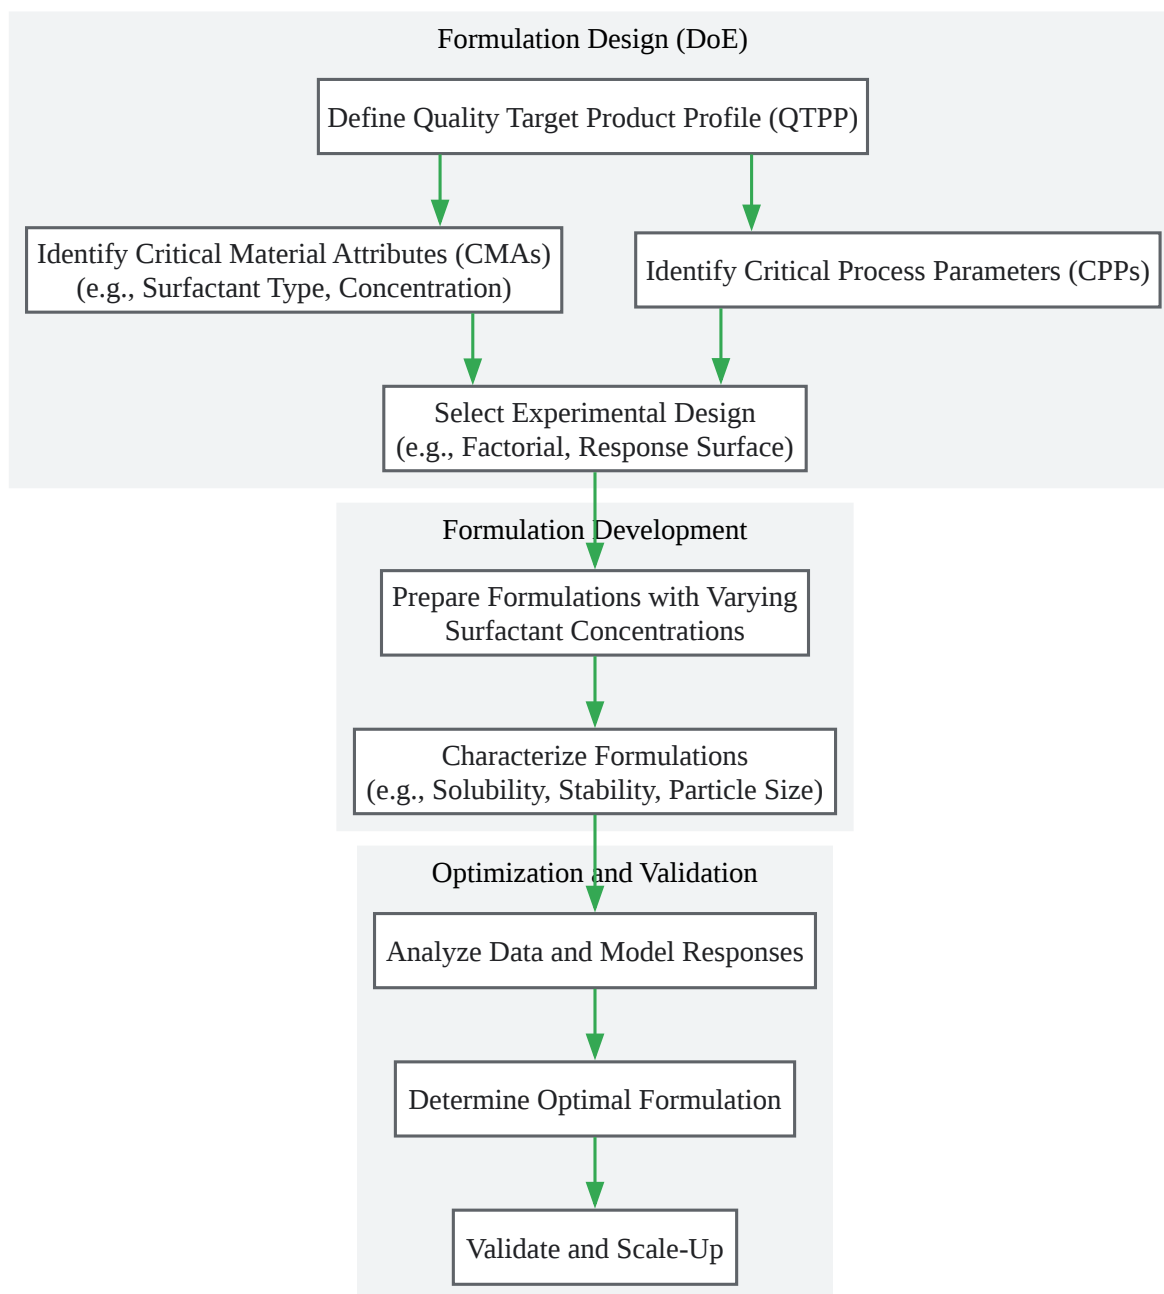 Formulation Design (DoE)
Define Quality Target Product Profile (QTPP)
Identify Critical Material Attributes (CMAs)
(e.g., Surfactant Type, Concentration)
Identify Critical Process Parameters (CPPs)
Select Experimental Design
(e.g., Factorial, Response Surface)
Formulation Development
Prepare Formulations with Varying
Surfactant Concentrations
Characterize Formulations
(e.g., Solubility, Stability, Particle Size)
Optimization and Validation
Analyze Data and Model Responses
Determine Optimal Formulation
Validate and Scale-Up